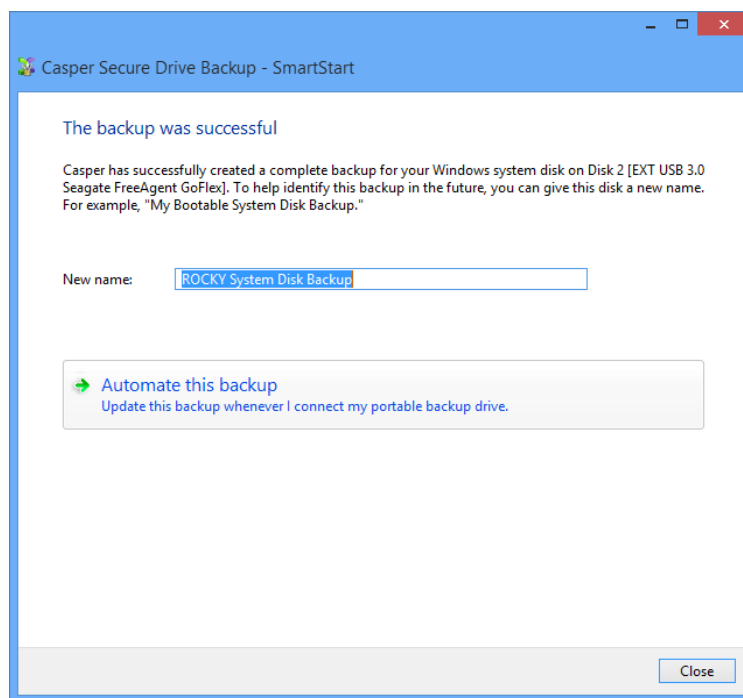 Casper Secure Drive Backup - SmartStart
The backup was successful
Casper has successfully created a complete backup for your Windows system disk on Disk 2 [EXT USB 3.0
Seagate FreeAgent GoFlex]. To help identify this backup in the future, you can give this disk a new name.
For example, "My Bootable System Disk Backup."
New name: ROCKY System Disk Backup
Automate this backup
Update this backup whenever I connect my portable backup drive.
Close